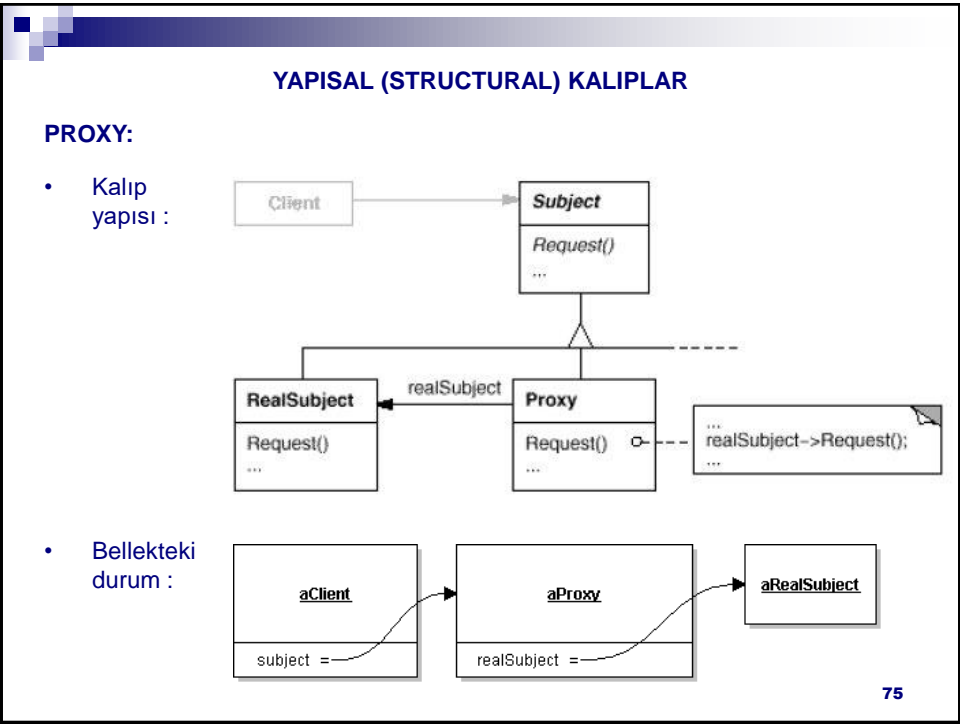 YAPISAL (STRUCTURAL) KALIPLAR
PROXY:
• Kalıp
yapısı :
Client
Subject
Request()
...
realSubject
RealSubject
Request()
...
Proxy
Request()
...
...
realSubject->Request();
...
• Bellekteki
durum :
aClient
subject =
aProxy
realSubject =
aRealSubject
75